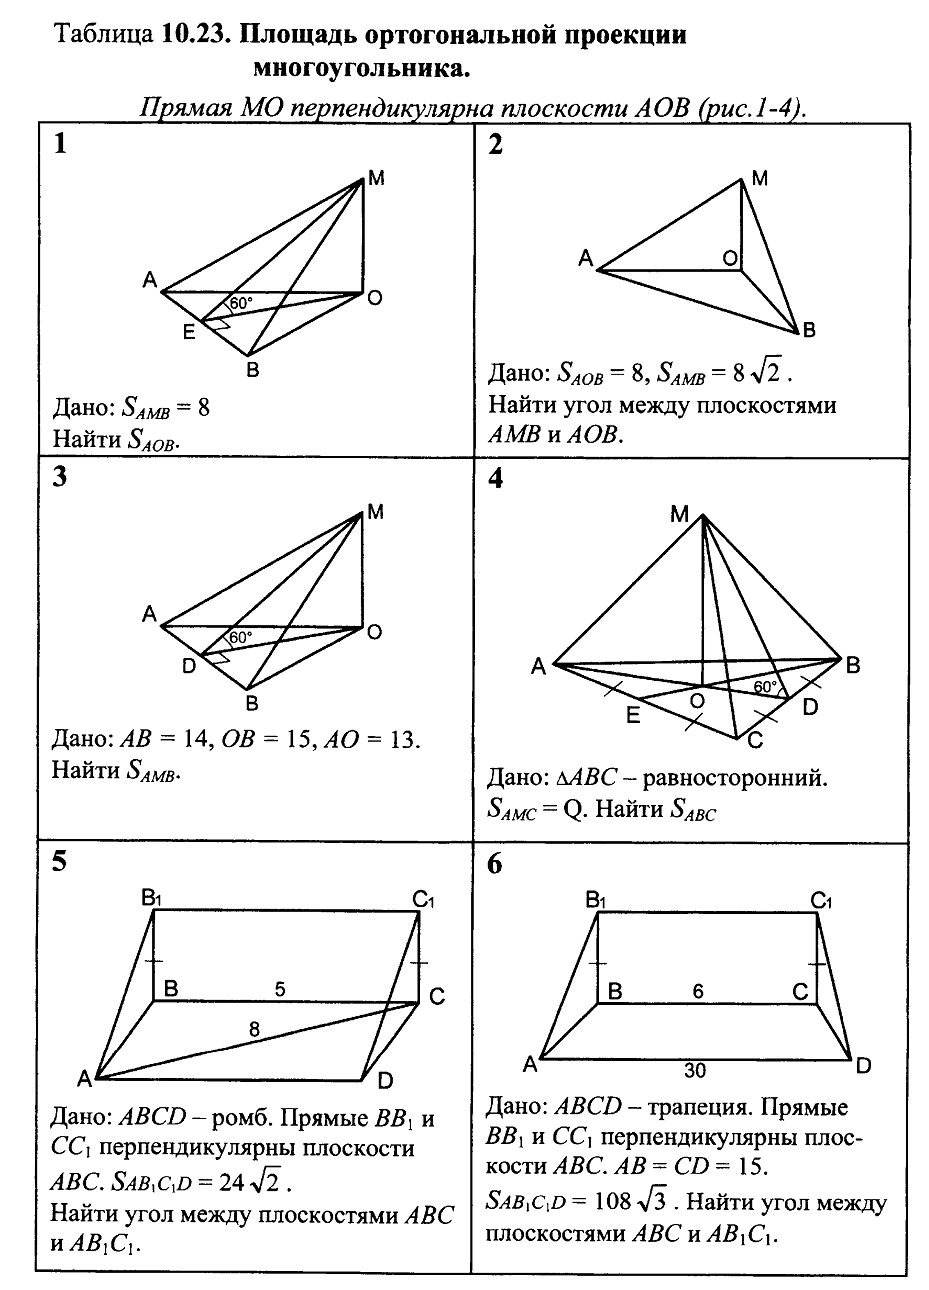 Таблица 10.23. Площадь ортогональной проекции
многоугольника.
Прямая МО перпендикулярна плоскости АОВ (рис.1-4).
1
M
A
60°
O
E
B
Дано: S_AMB = 8
Найти S_AOB.
2
M
A
O
B
Дано: S_AOB = 8, S_AMB = 8√2 .
Найти угол между плоскостями
AMB и AOB.
3
M
A
60°
O
D
B
Дано: AB = 14, OB = 15, AO = 13.
Найти S_AMB.
4
M
A
B
60°
E
O
D
C
Дано: ΔABC – равносторонний.
S_AMC = Q. Найти S_ABC
5
B₁
C₁
B
5
C
8
A
D
Дано: ABCD – ромб. Прямые BB₁ и
CC₁ перпендикулярны плоскости
ABC. S_AB₁C₁D = 24√2 .
Найти угол между плоскостями ABC
и AB₁C₁.
6
B₁
C₁
B
6
C
A
30
D
Дано: ABCD – трапеция. Прямые
BB₁ и CC₁ перпендикулярны плос-
кости ABC. AB = CD = 15.
S_AB₁C₁D = 108√3 . Найти угол между
плоскостями ABC и AB₁C₁.